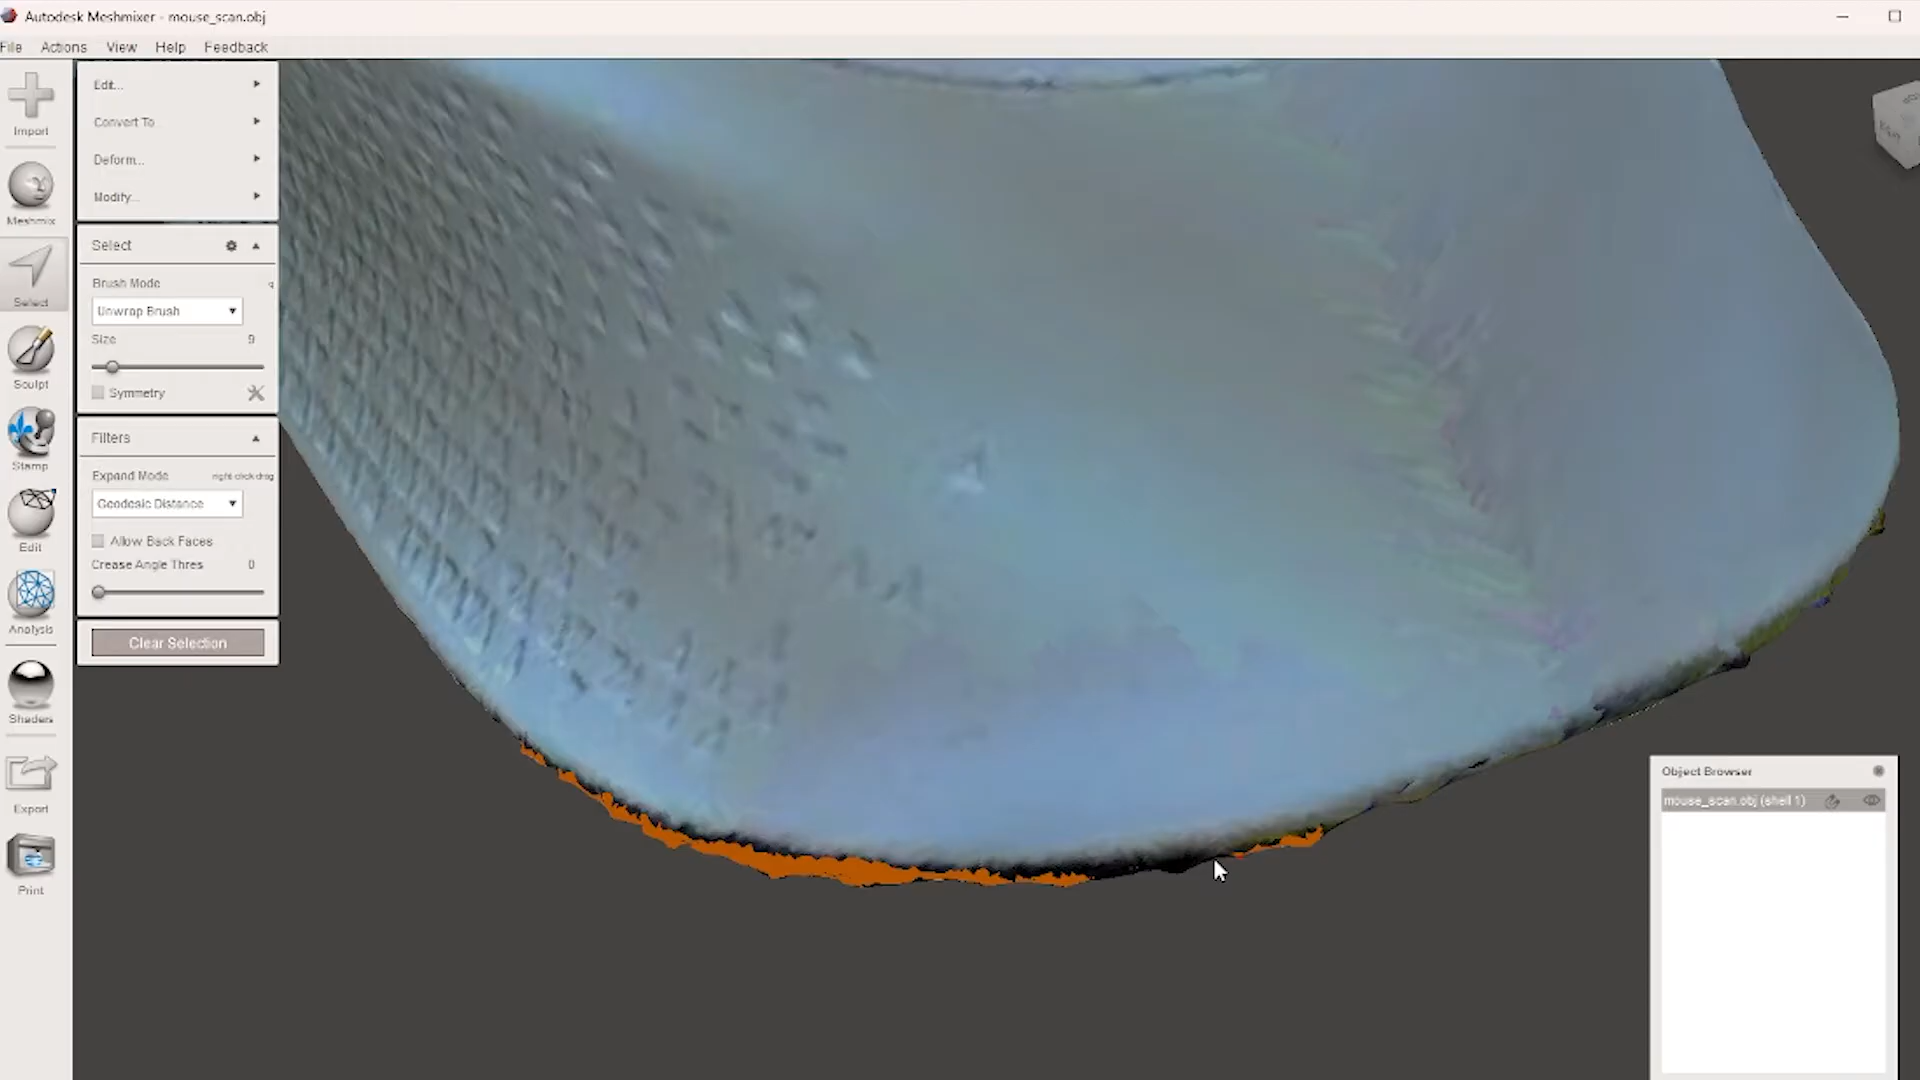 Autodesk Meshmixer - mouse_scan.obj
File Actions View Help Feedback
Import
Meshmix
Select
Sculpt
Stamp
Edit
Analysis
Shaders
Export
Print
Edit...
Convert To
Deform...
Modify...
Select
Brush Mode q
Unwrap Brush
Size 9
Symmetry
Filters
Expand Mode right click drag
Geodesic Distance
Allow Back Faces
Crease Angle Thres 0
Clear Selection
Object Browser
mouse_scan.obj (shell 1)